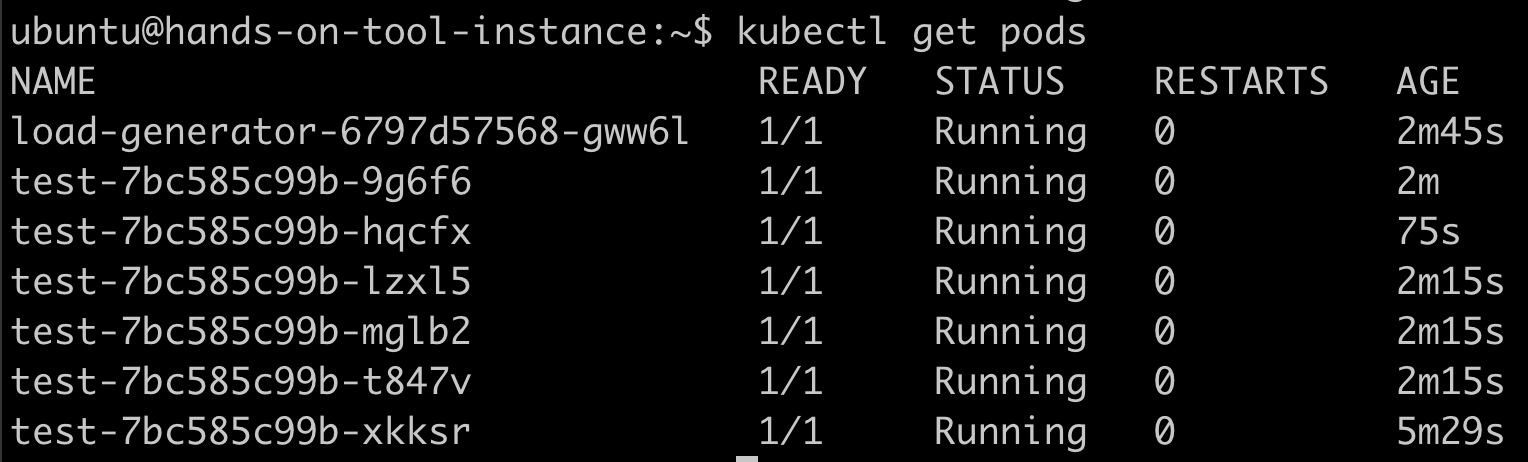 ubuntu@hands-on-tool-instance:~$ kubectl get pods
NAME READY STATUS RESTARTS AGE
load-generator-6797d57568-gww6l 1/1 Running 0 2m45s
test-7bc585c99b-9g6f6 1/1 Running 0 2m
test-7bc585c99b-hqcfx 1/1 Running 0 75s
test-7bc585c99b-lzxl5 1/1 Running 0 2m15s
test-7bc585c99b-mglb2 1/1 Running 0 2m15s
test-7bc585c99b-t847v 1/1 Running 0 2m15s
test-7bc585c99b-xkksr 1/1 Running 0 5m29s